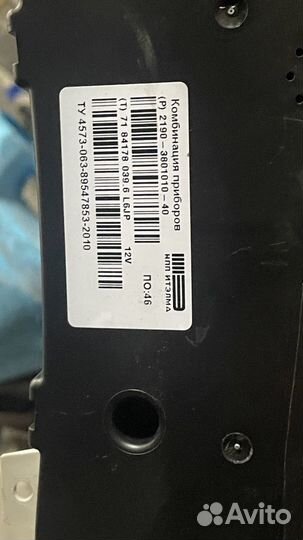 Комбинация приборов
(P) 2190-3801010-40
(T) 71 84178 039.6 L6JP
12V
ПО:46
ТУ 4573-063-89547853-2010
НПП ИТЭЛМА
6
Avito